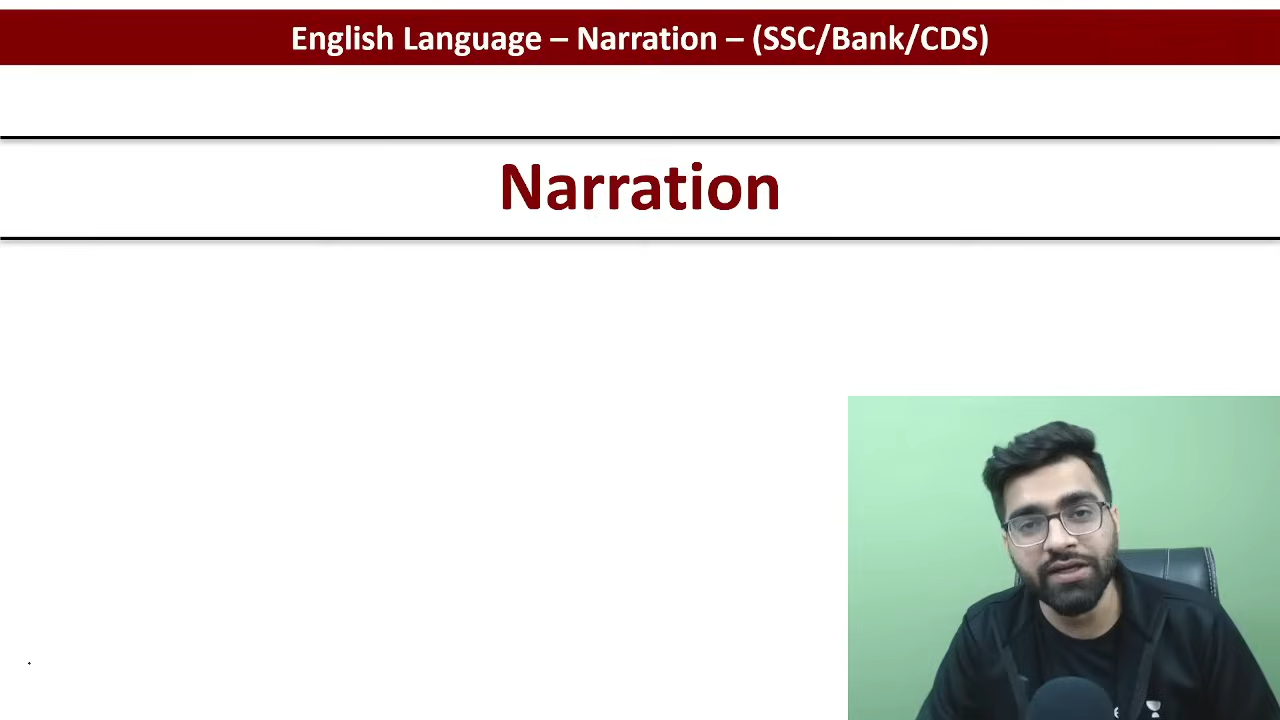 English Language – Narration – (SSC/Bank/CDS)
Narration